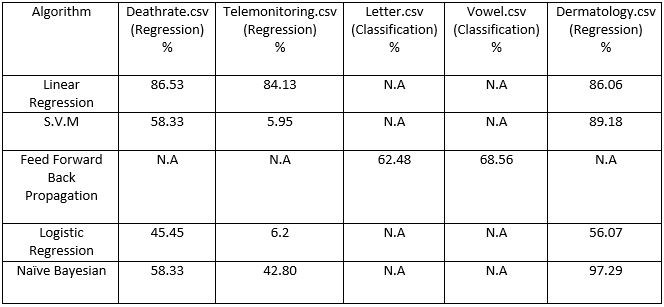 Algorithm Deathrate.csv Telemonitoring.csv Letter.csv Vowel.csv Dermatology.csv
(Regression) (Regression) (Classification) (Classification) (Regression)
% % % % %
Linear 86.53 84.13 N.A N.A 86.06
Regression
S.V.M 58.33 5.95 N.A N.A 89.18
Feed Forward N.A N.A 62.48 68.56 N.A
Back
Propagation
Logistic 45.45 6.2 N.A N.A 56.07
Regression
Naïve Bayesian 58.33 42.80 N.A N.A 97.29